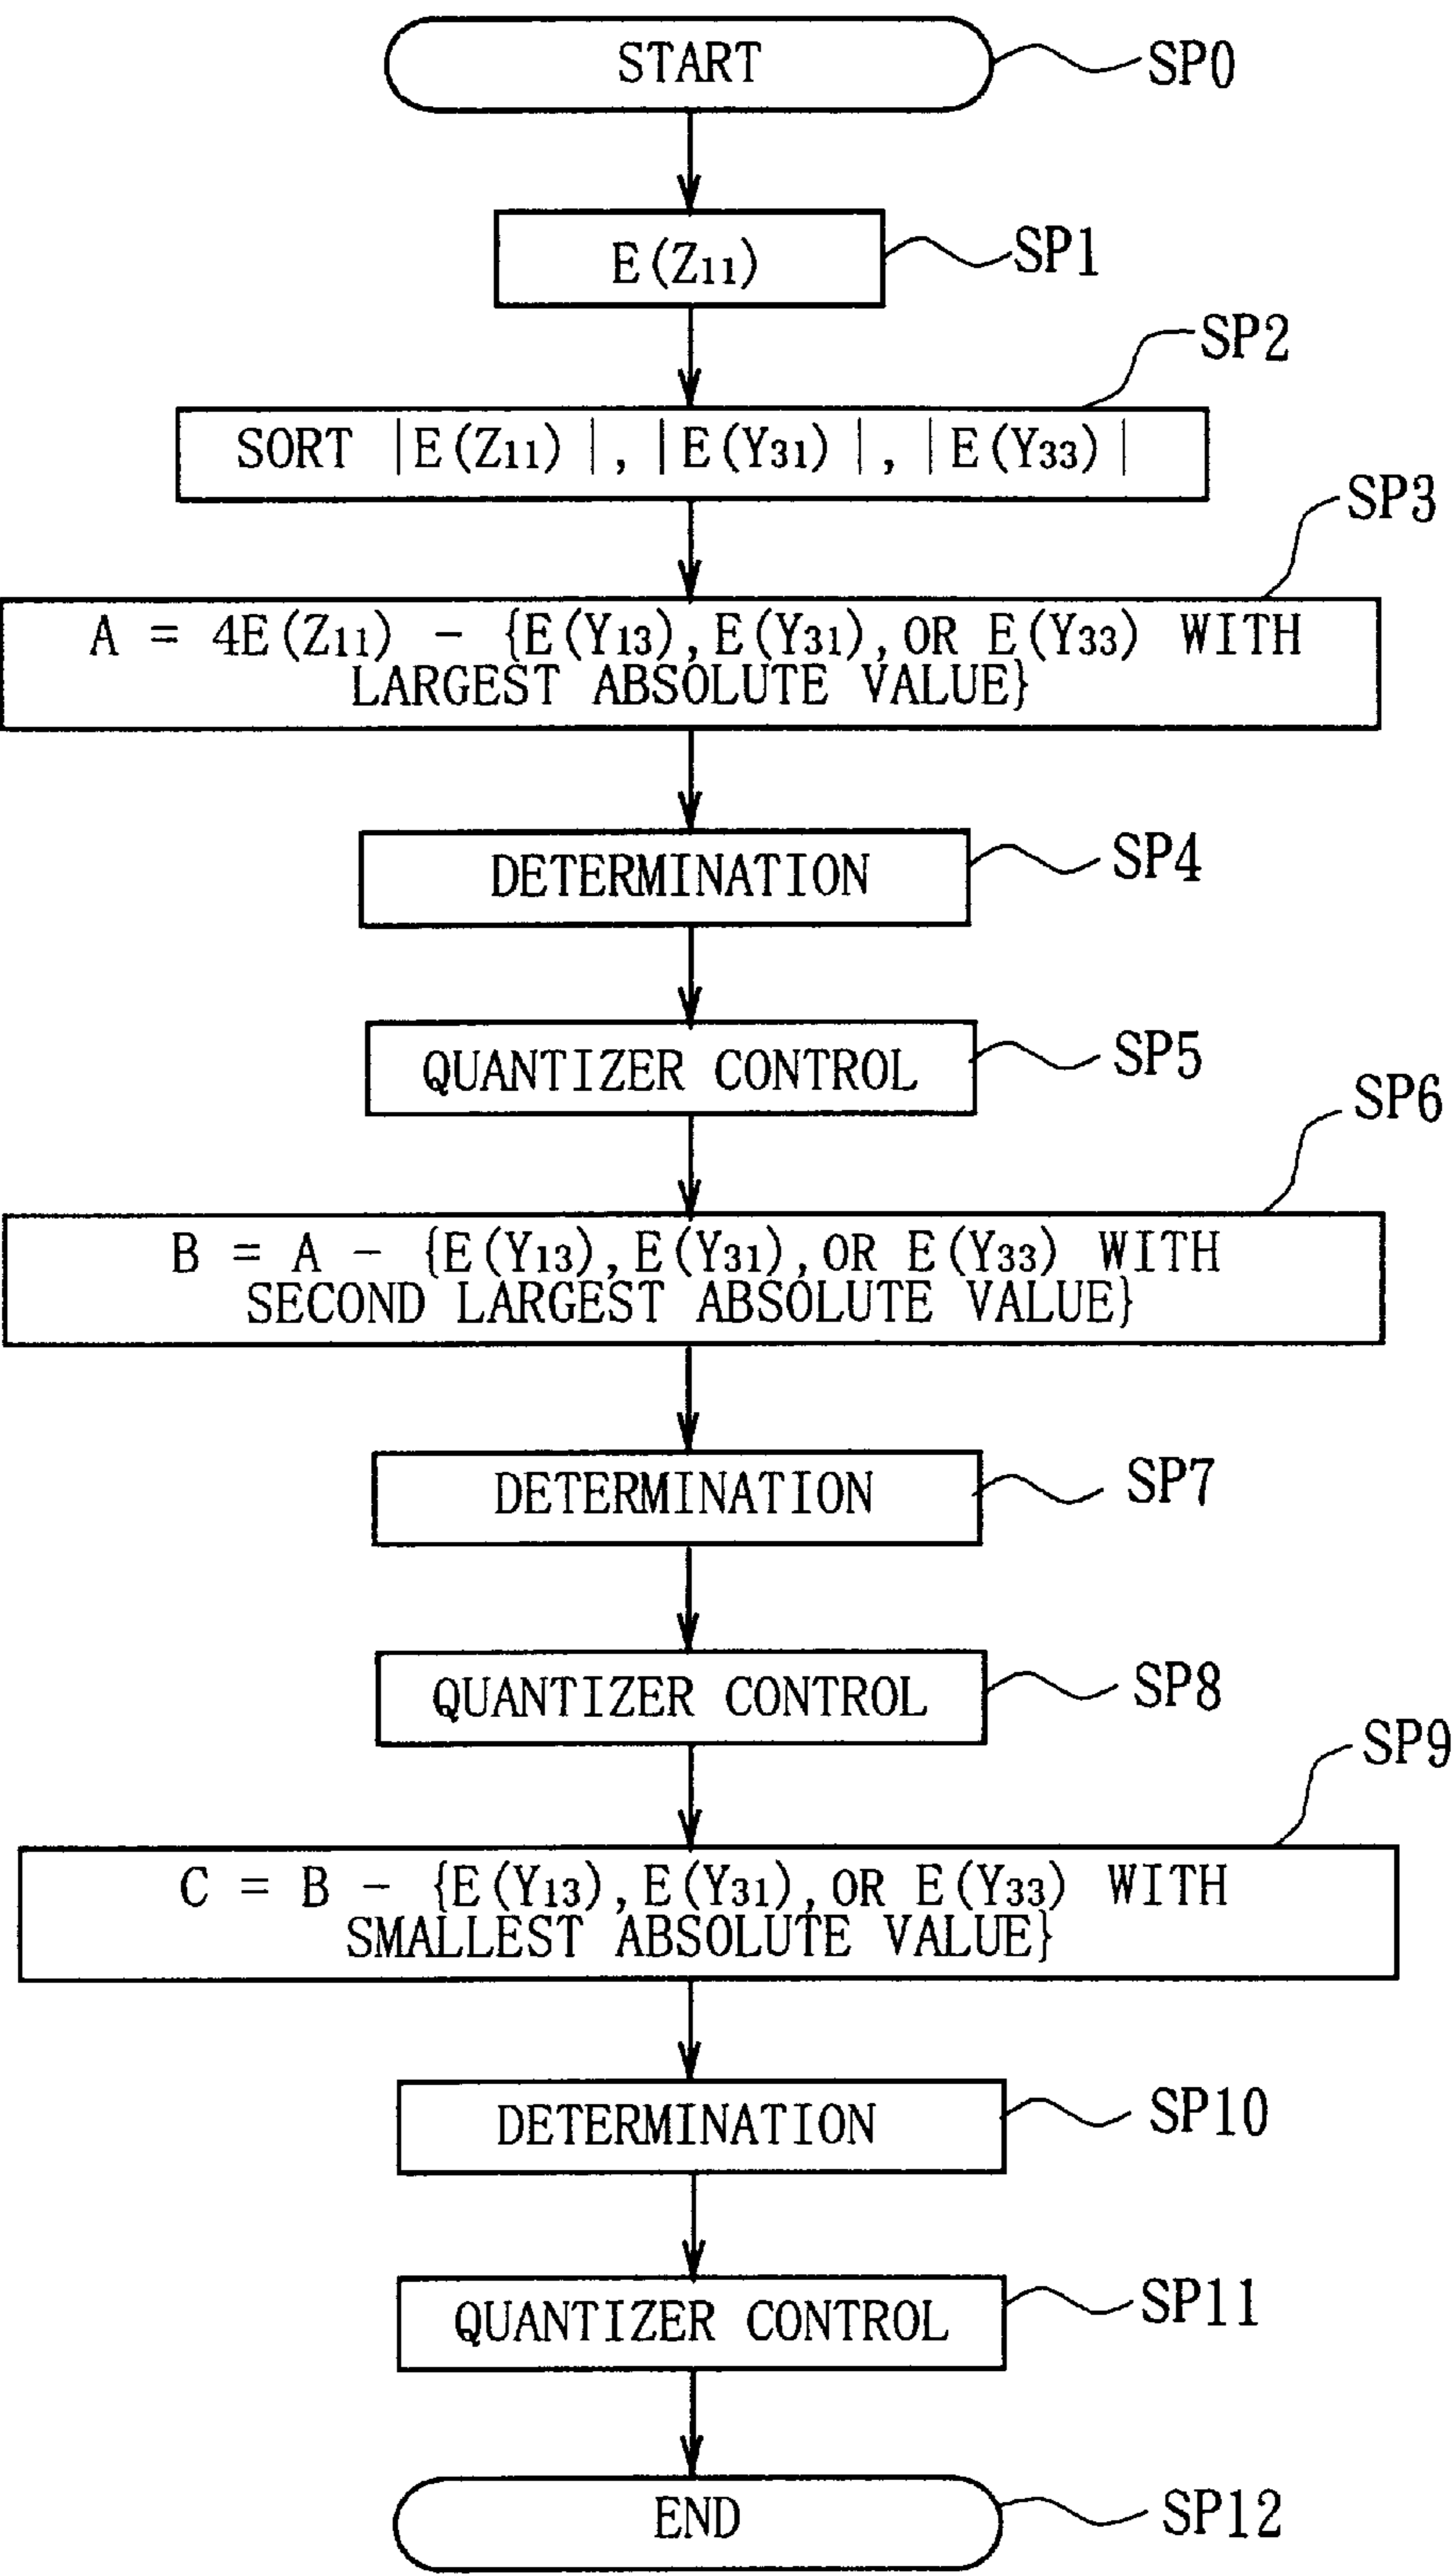 START
SP0
E(Z11)
SP1
SP2
SORT |E(Z11)|, |E(Y31)|, |E(Y33)|
SP3
A = 4E(Z11) - {E(Y13), E(Y31), OR E(Y33) WITH
LARGEST ABSOLUTE VALUE}
DETERMINATION
SP4
QUANTIZER CONTROL
SP5
SP6
B = A - {E(Y13), E(Y31), OR E(Y33) WITH
SECOND LARGEST ABSOLUTE VALUE}
DETERMINATION
SP7
QUANTIZER CONTROL
SP8
SP9
C = B - {E(Y13), E(Y31), OR E(Y33) WITH
SMALLEST ABSOLUTE VALUE}
DETERMINATION
SP10
QUANTIZER CONTROL
SP11
END
SP12